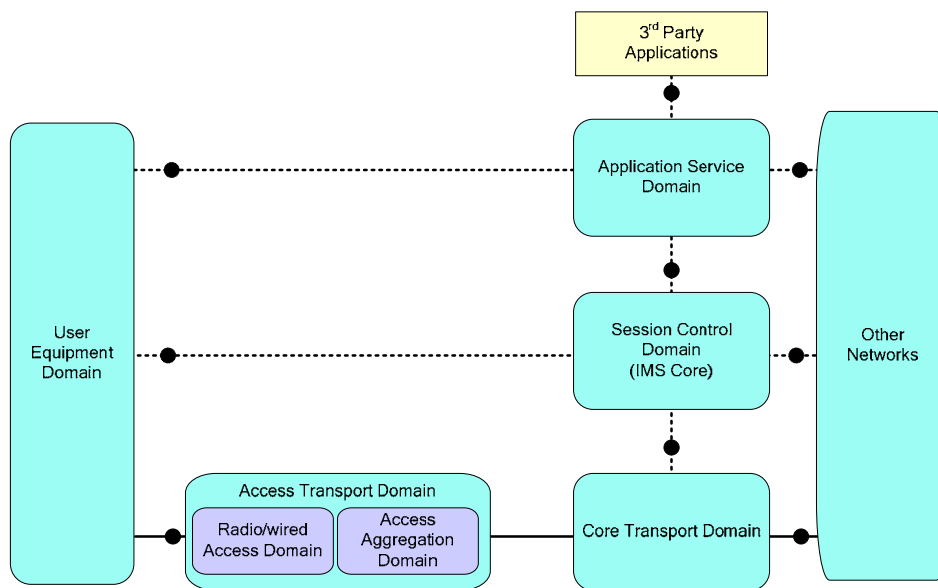 3rd Party
Applications
Application Service
Domain
User
Equipment
Domain
Session Control
Domain
(IMS Core)
Other
Networks
Access Transport Domain
Radio/wired
Access Domain
Access
Aggregation
Domain
Core Transport Domain